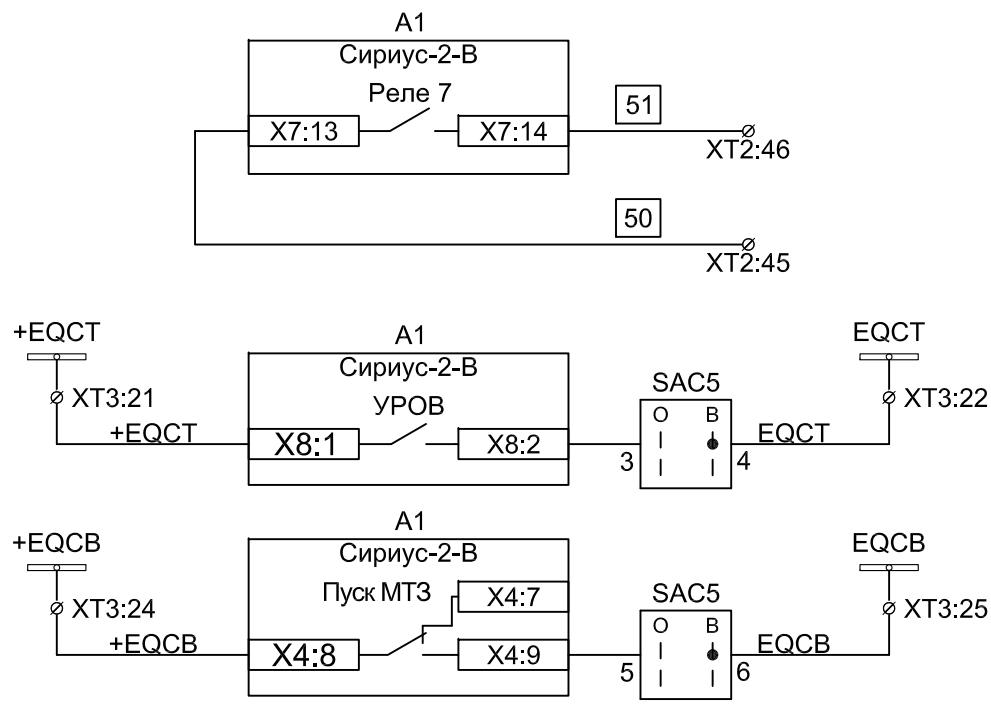 A1
Сириус-2-В
Реле 7
X7:13
X7:14
51
XT2:46
50
XT2:45
+EQCT
A1
EQCT
Сириус-2-В
XT3:21
УРОВ
SAC5
XT3:22
+EQCT
X8:1
X8:2
О В
EQCT
3
4
+EQCB
A1
EQCB
Сириус-2-В
XT3:24
Пуск МТЗ
X4:7
SAC5
XT3:25
+EQCB
X4:8
X4:9
О В
EQCB
5
6